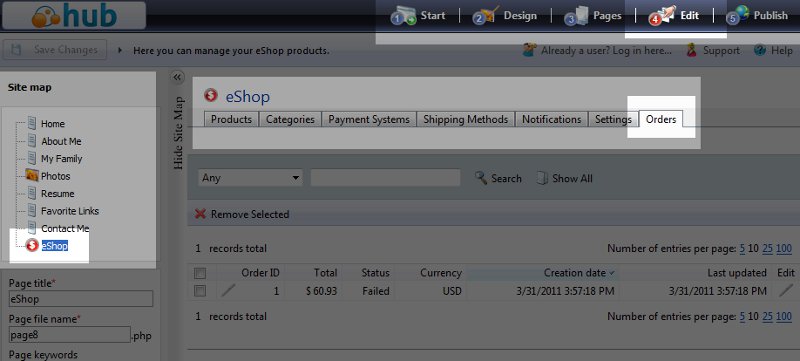 hub
1 Start 2 Design 3 Pages 4 Edit 5 Publish
Save Changes Here you can manage your eShop products. Already a user? Log in here... Support Help
Site map
Home
About Me
My Family
Photos
Resume
Favorite Links
Contact Me
eShop
Page title*
eShop
Page file name*
page8 .php
Page keywords
Hide Site Map
eShop
Products Categories Payment Systems Shipping Methods Notifications Settings Orders
Any Search Show All
Remove Selected
1 records total Number of entries per page: 5 10 25 100
Order ID Total Status Currency Creation date Last updated Edit
1 $ 60.93 Failed USD 3/31/2011 3:57:18 PM 3/31/2011 3:57:18 PM
1 records total Number of entries per page: 5 10 25 100